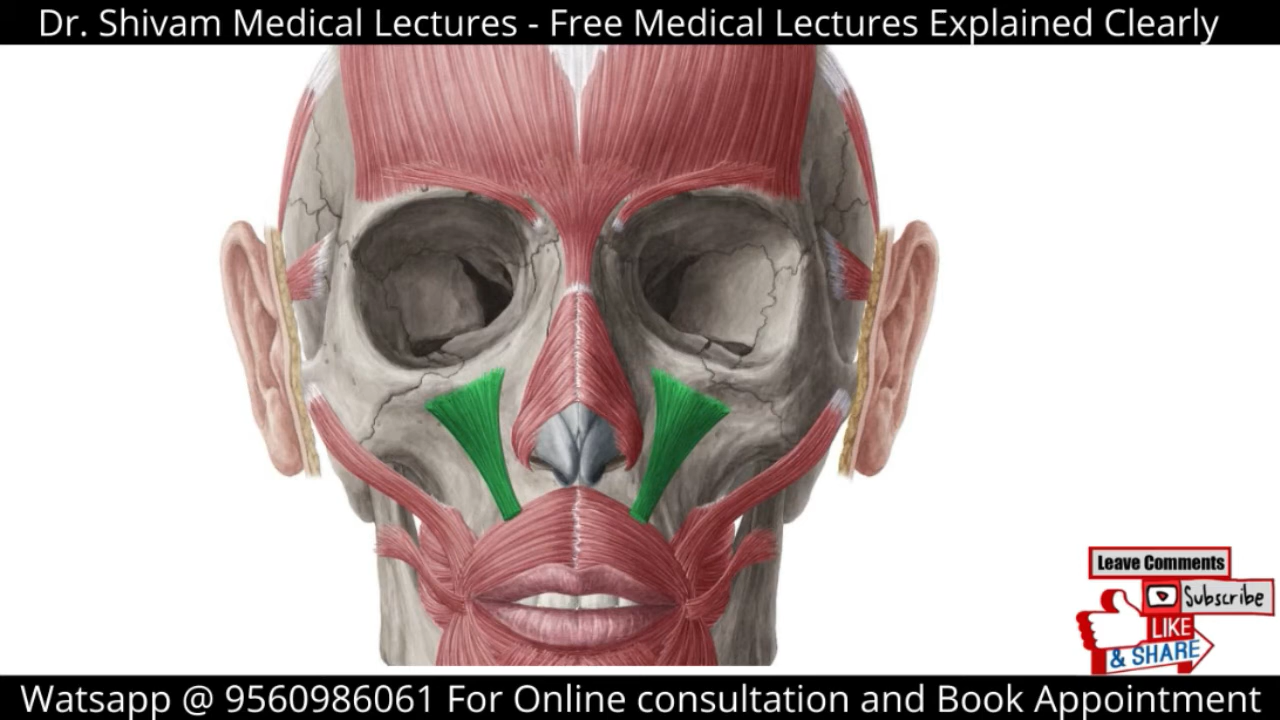 Dr. Shivam Medical Lectures - Free Medical Lectures Explained Clearly
Leave Comments
Subscribe
LIKE
& SHARE
Watsapp @ 9560986061 For Online consultation and Book Appointment